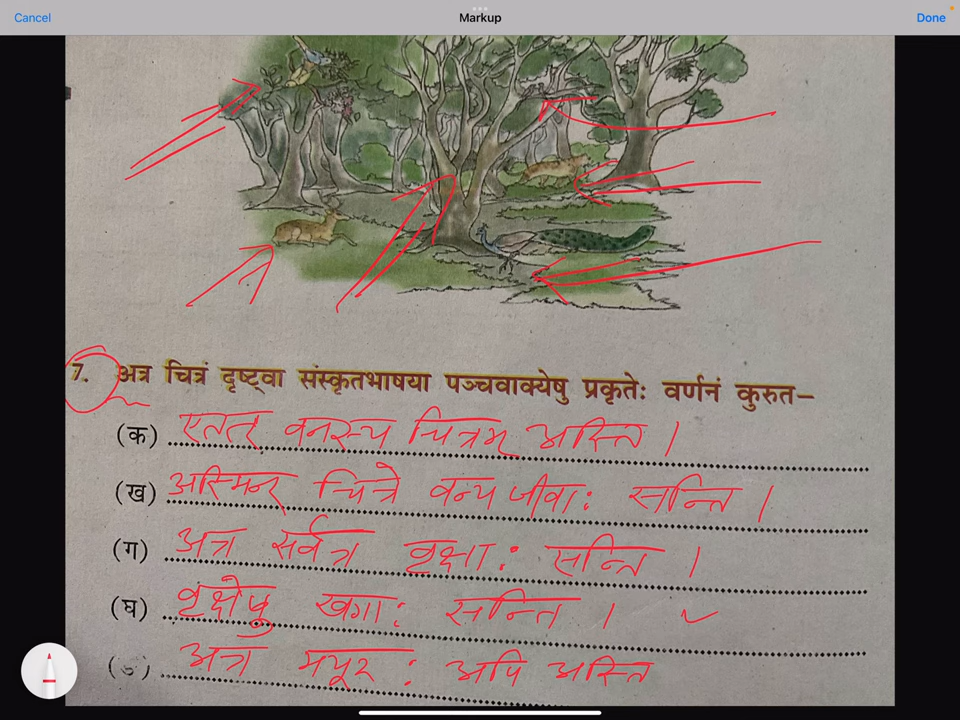 Cancel Markup Done
7. अत्र चित्रं दृष्ट्वा संस्कृतभाषया पञ्चवाक्येषु प्रकृतेः वर्णनं कुरुत–
(क) एतत् वनस्य चित्रम् अस्ति ।
(ख) अस्मिन् चित्रे वन्यजीवाः सन्ति ।
(ग) अत्र सर्वत्र वृक्षाः सन्ति ।
(घ) वृक्षेषु खगाः सन्ति ।
(ङ) अत्र मयूरः अपि अस्ति